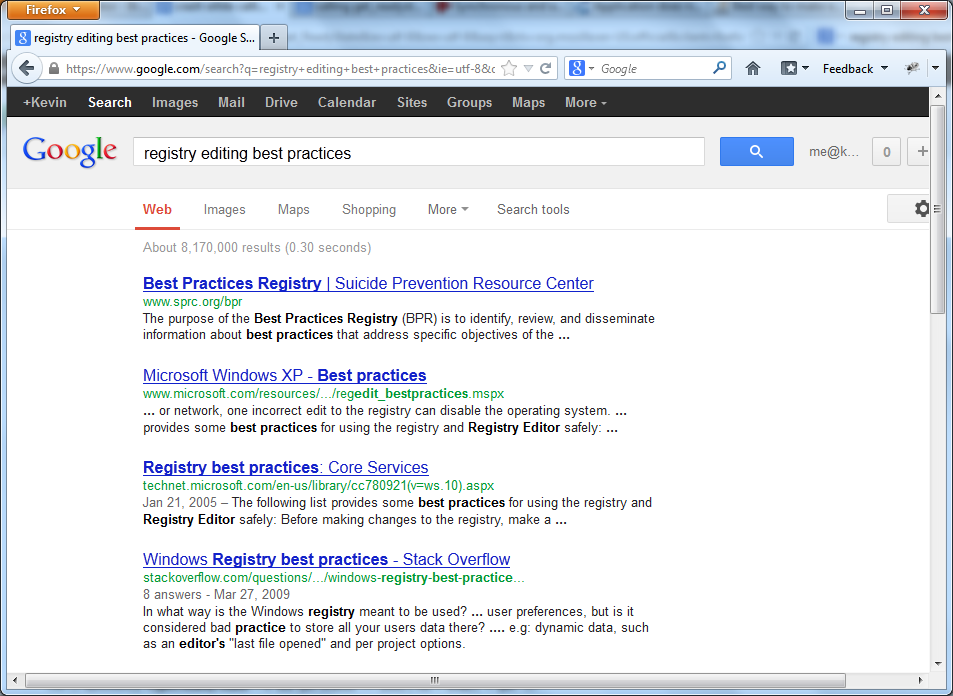 Firefox
registry editing best practices - Google S...
https://www.google.com/search?q=registry+editing+best+practices&ie=utf-8&
Google
Feedback
+Kevin Search Images Mail Drive Calendar Sites Groups Maps More
Google
registry editing best practices
me@k...
0
+
Web Images Maps Shopping More Search tools
About 8,170,000 results (0.30 seconds)
Best Practices Registry | Suicide Prevention Resource Center
www.sprc.org/bpr
The purpose of the Best Practices Registry (BPR) is to identify, review, and disseminate
information about best practices that address specific objectives of the ...
Microsoft Windows XP - Best practices
www.microsoft.com/resources/.../regedit_bestpractices.mspx
... or network, one incorrect edit to the registry can disable the operating system. ...
provides some best practices for using the registry and Registry Editor safely: ...
Registry best practices: Core Services
technet.microsoft.com/en-us/library/cc780921(v=ws.10).aspx
Jan 21, 2005 – The following list provides some best practices for using the registry and
Registry Editor safely: Before making changes to the registry, make a ...
Windows Registry best practices - Stack Overflow
stackoverflow.com/questions/.../windows-registry-best-practice...
8 answers - Mar 27, 2009
In what way is the Windows registry meant to be used? ... user preferences, but is it
considered bad practice to store all your users data there? .... e.g: dynamic data, such
as an editor's "last file opened" and per project options.